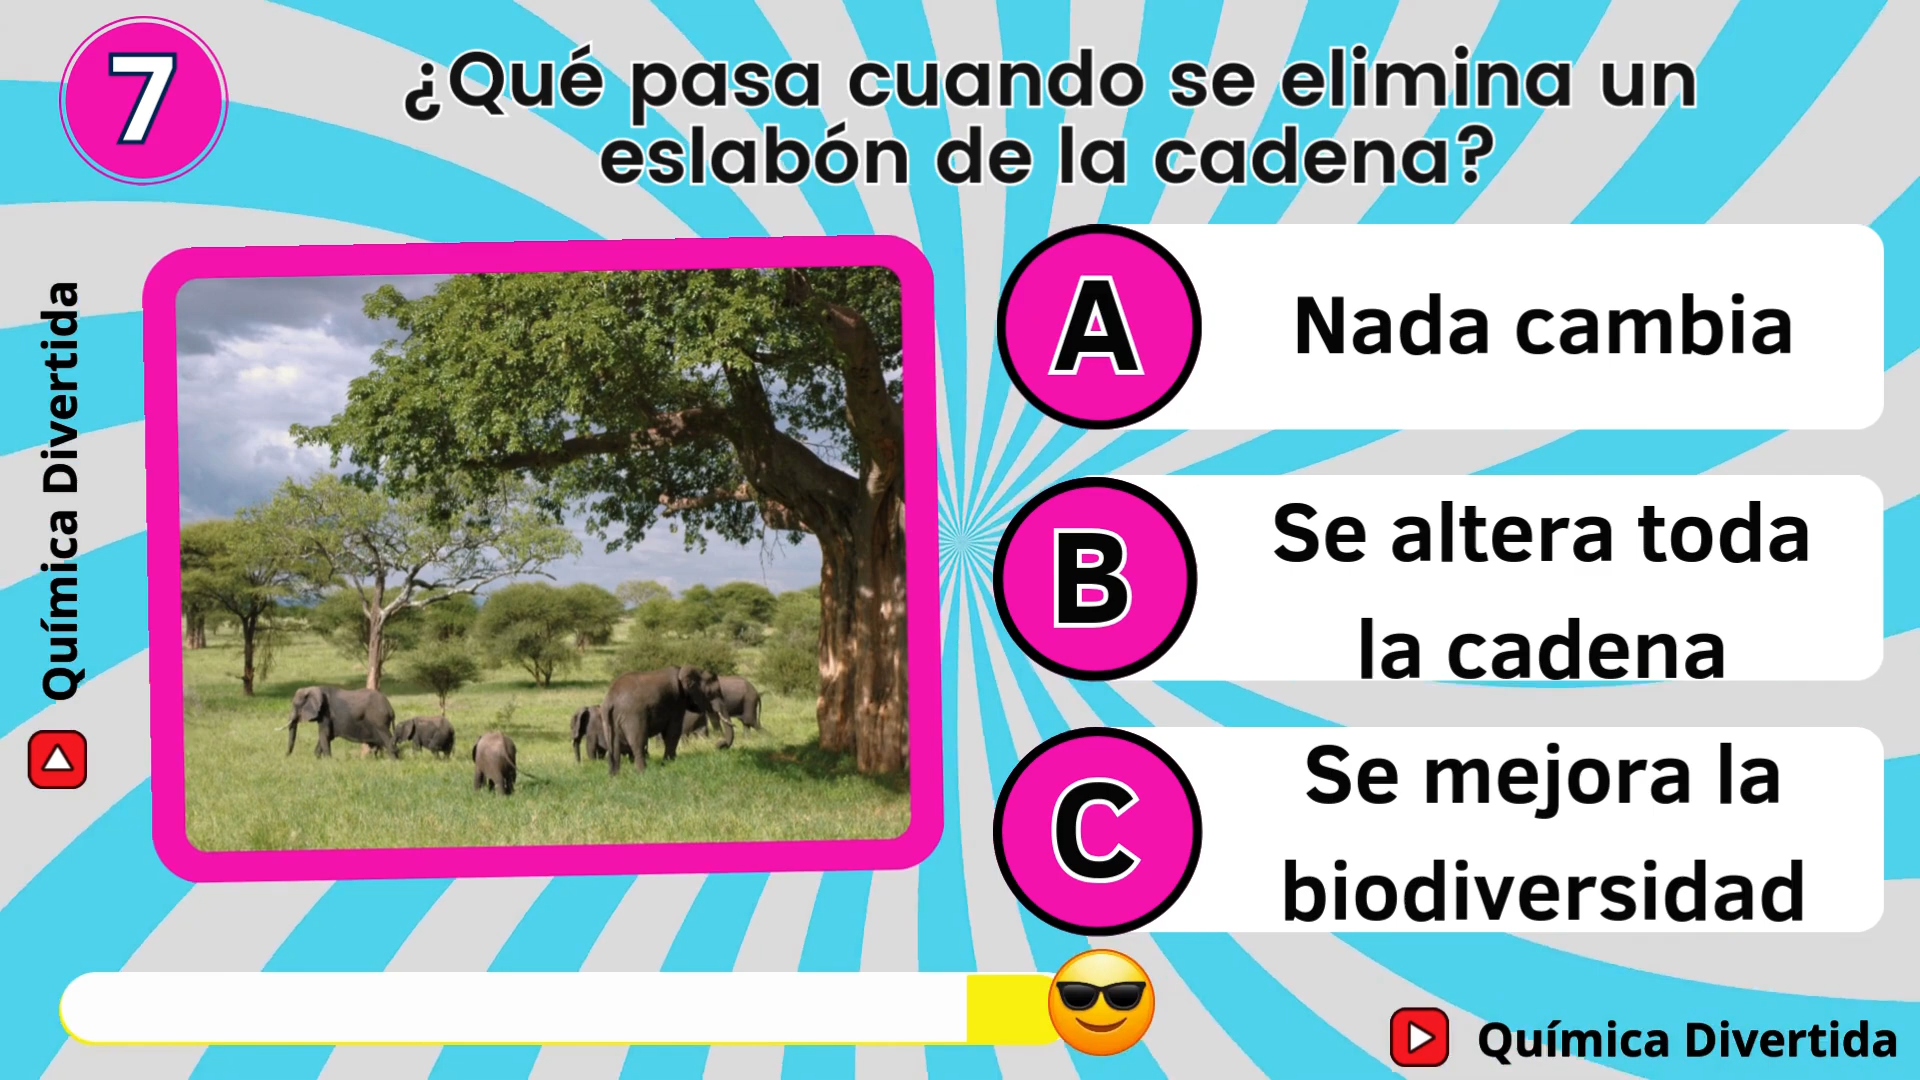 7
¿Qué pasa cuando se elimina un
eslabón de la cadena?
Química Divertida
A
Nada cambia
B
Se altera toda
la cadena
C
Se mejora la
biodiversidad
Química Divertida